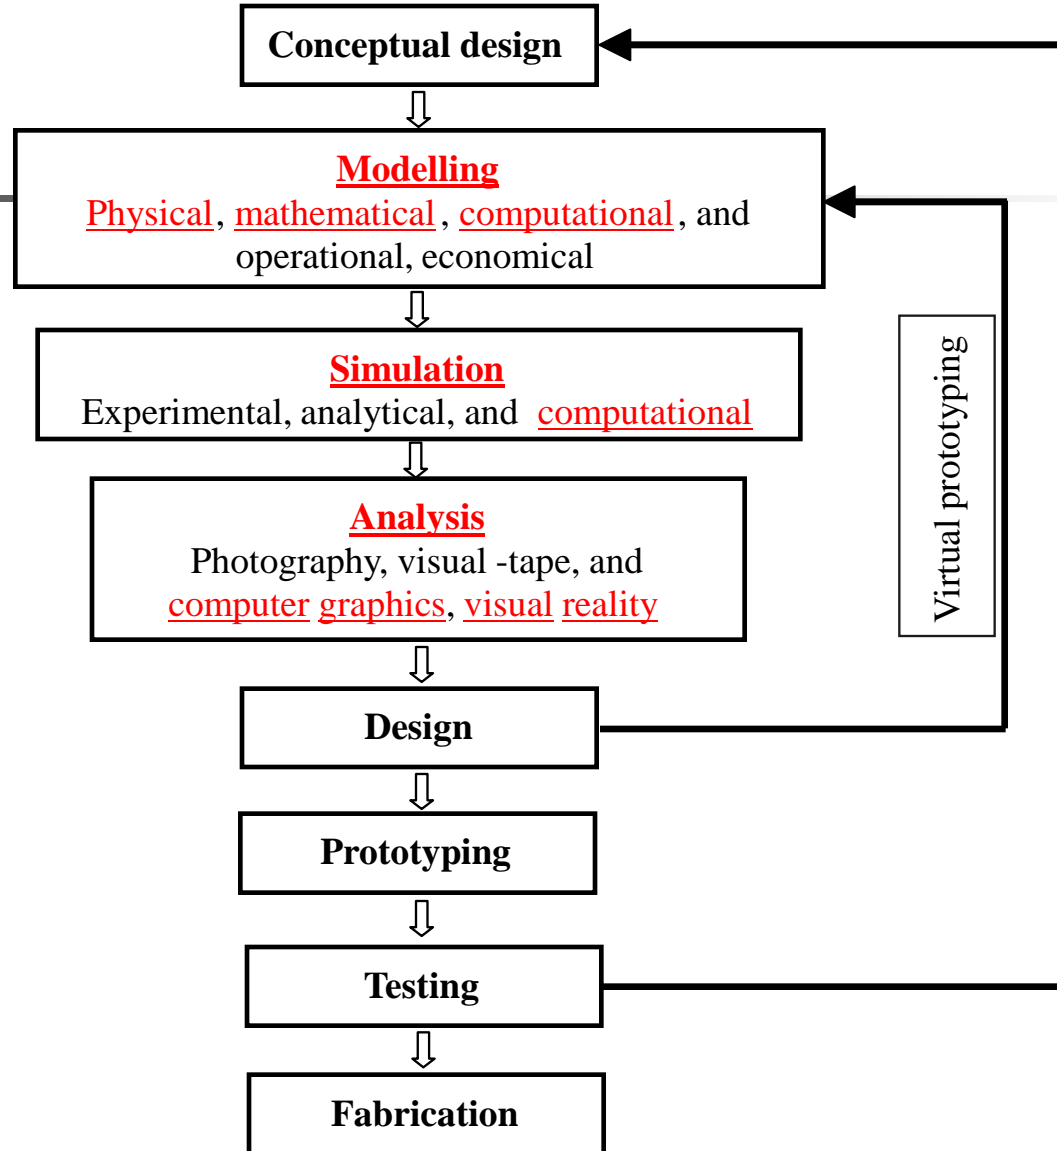 Conceptual design
Modelling
Physical, mathematical, computational, and
operational, economical
Simulation
Experimental, analytical, and computational
Analysis
Photography, visual -tape, and
computer graphics, visual reality
Virtual prototyping
Design
Prototyping
Testing
Fabrication